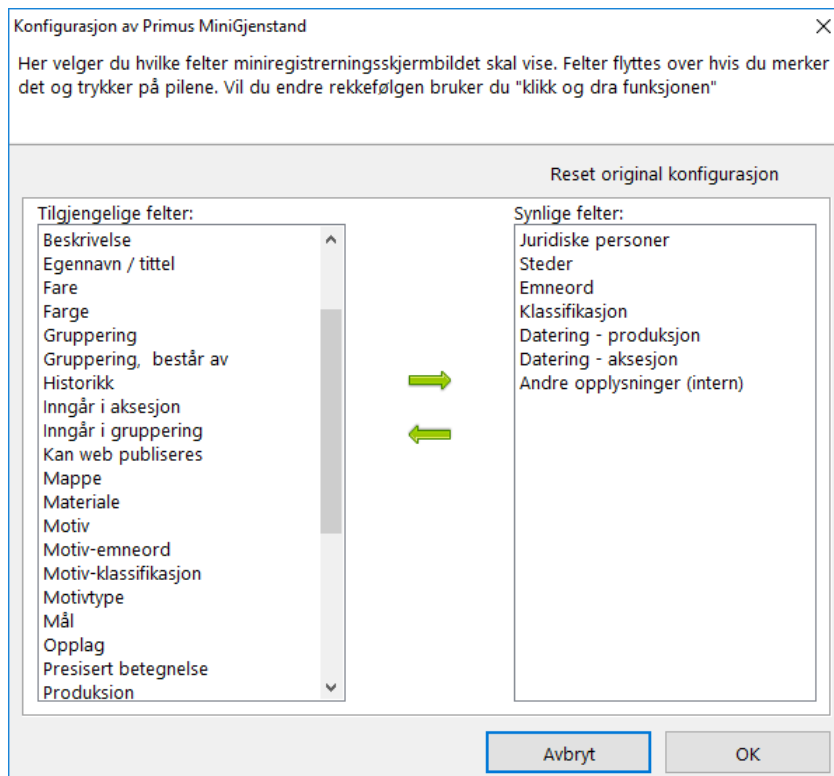 Konfigurasjon av Primus MiniGjenstand
Her velger du hvilke felter miniregistrerningsskjermbildet skal vise. Felter flyttes over hvis du merker
det og trykker på pilene. Vil du endre rekkefølgen bruker du "klikk og dra funksjonen"
Reset original konfigurasjon
Tilgjengelige felter:
Beskrivelse
Egennavn / tittel
Fare
Farge
Gruppering
Gruppering,  består av
Historikk
Inngår i aksesjon
Inngår i gruppering
Kan web publiseres
Mappe
Materiale
Motiv
Motiv-emneord
Motiv-klassifikasjon
Motivtype
Mål
Opplag
Presisert betegnelse
Produksion
Synlige felter:
Juridiske personer
Steder
Emneord
Klassifikasjon
Datering - produksjon
Datering - aksesjon
Andre opplysninger (intern)
Avbryt
OK